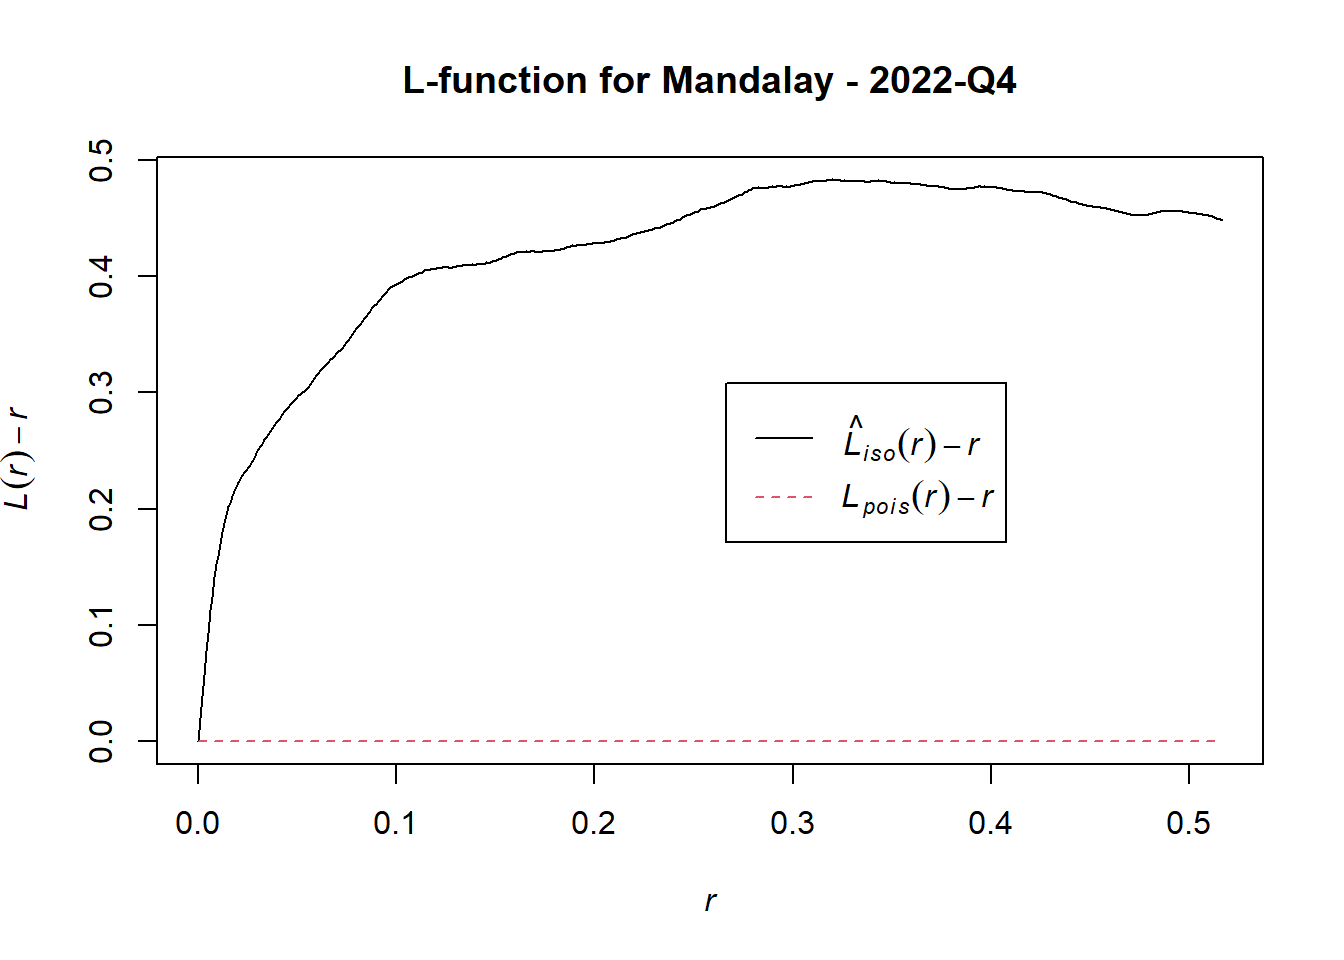 L-function for Mandalay - 2022-Q4
L(r) − r
0.5
0.4
0.3
0.2
0.1
0.0
L̂iso(r) − r
Lpois(r) − r
0.0 0.1 0.2 0.3 0.4 0.5
r